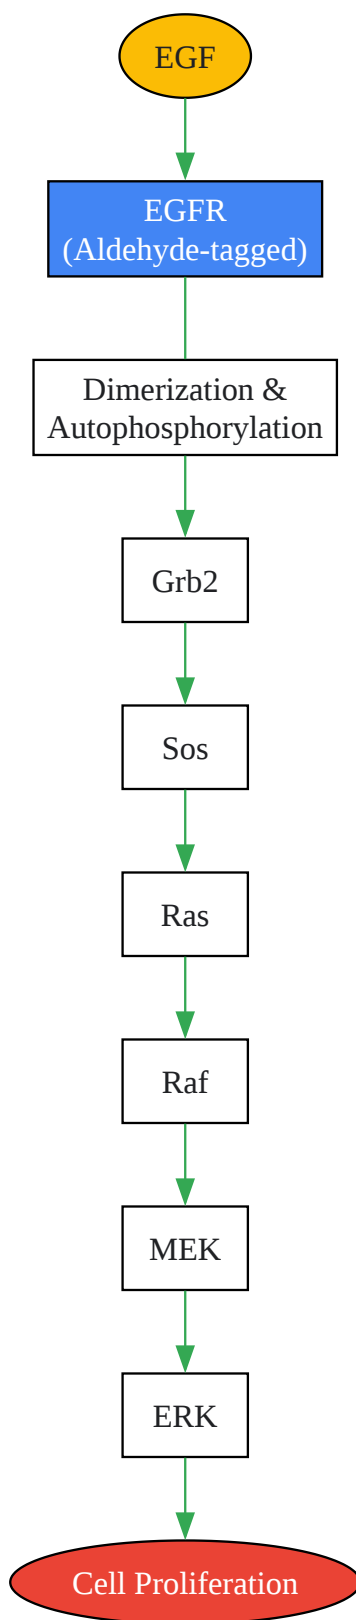 EGF
EGFR
(Aldehyde-tagged)
Dimerization &
Autophosphorylation
Grb2
Sos
Ras
Raf
MEK
ERK
Cell Proliferation